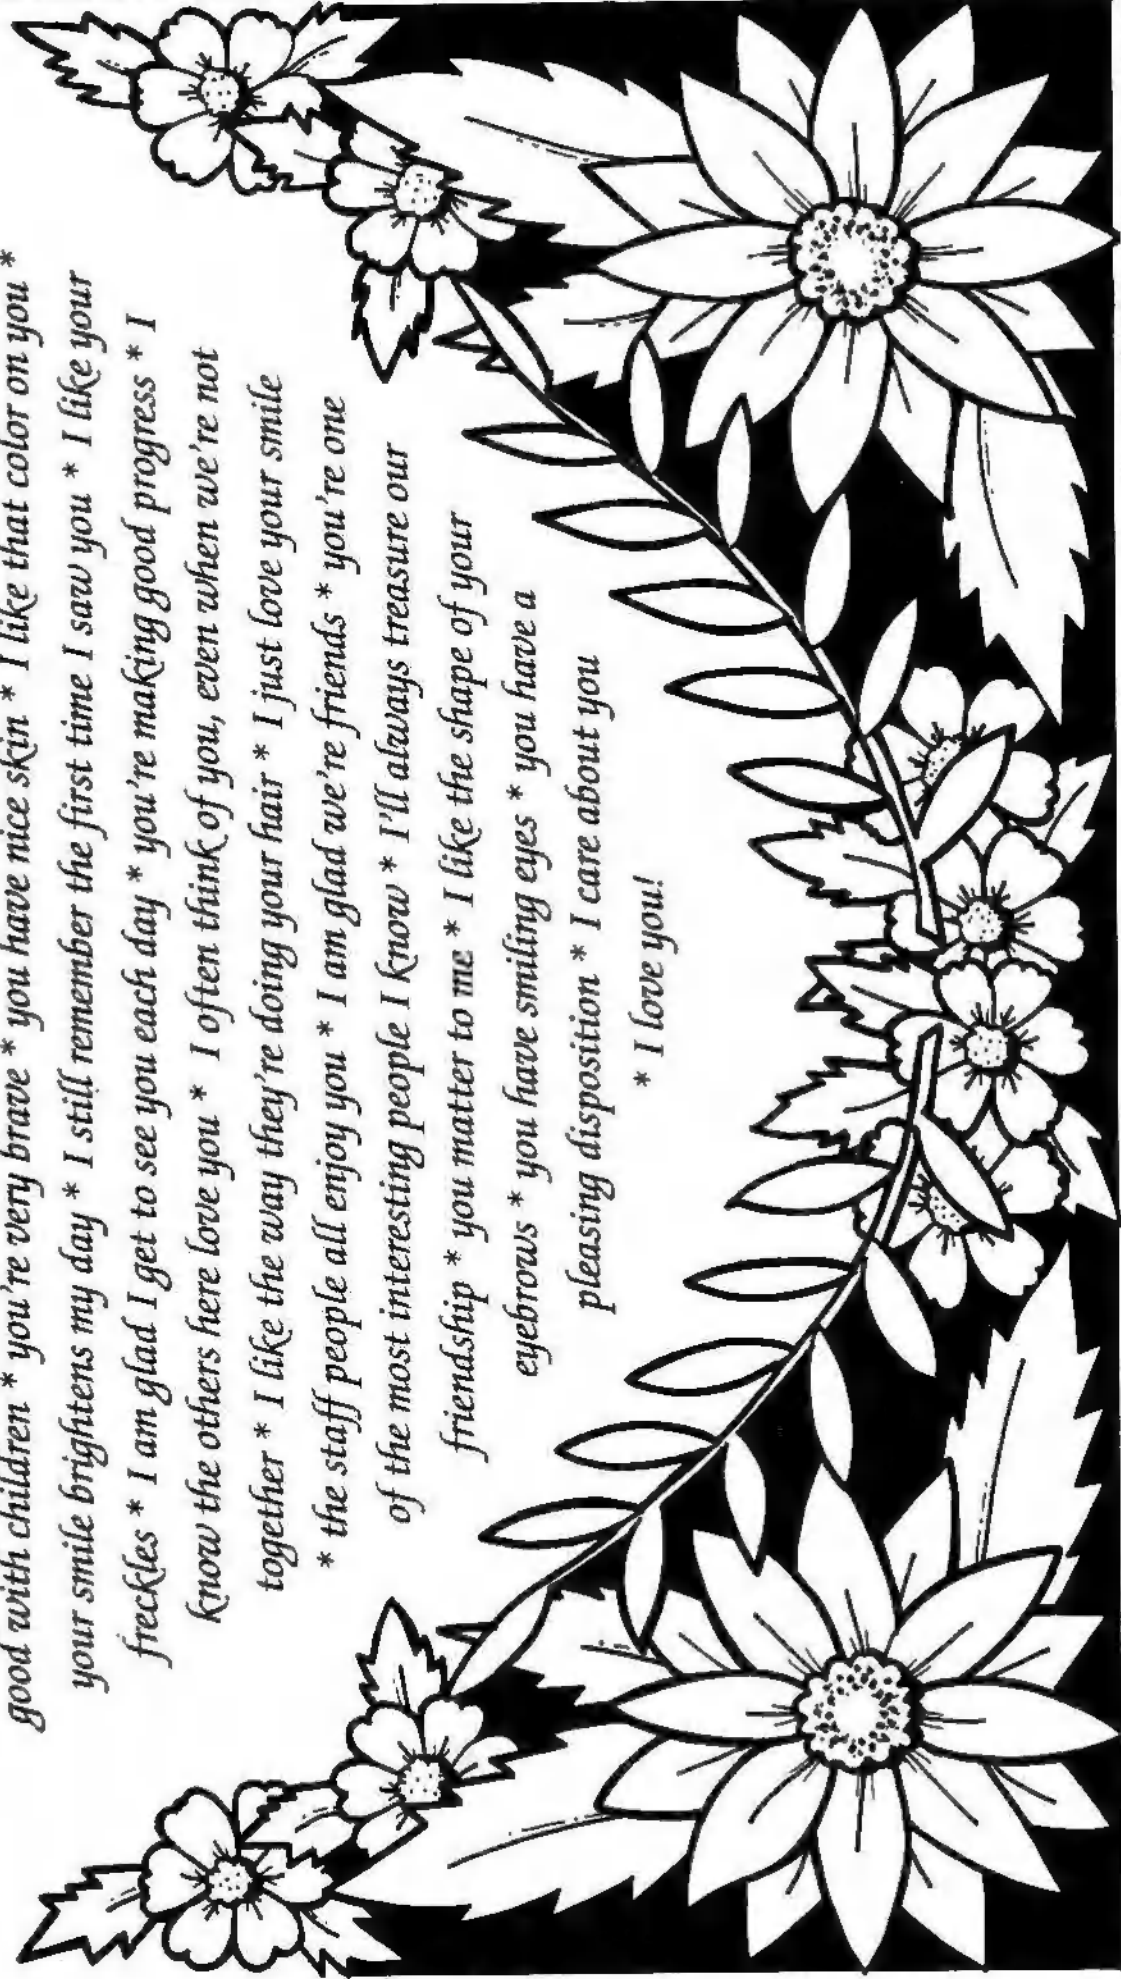 good with children * you're very brave * you have nice skin * I like that color on you *
your smile brightens my day * I still remember the first time I saw you * I like your
freckles * I am glad I get to see you each day * you're making good progress * I
know the others here love you * I often think of you, even when we're not
together * I like the way they're doing your hair * I just love your smile
* the staff people all enjoy you * I am glad we're friends * you're one
of the most interesting people I know * I'll always treasure our
friendship * you matter to me * I like the shape of your
eyebrows * you have smiling eyes * you have a
pleasing disposition * I care about you
* I love you!